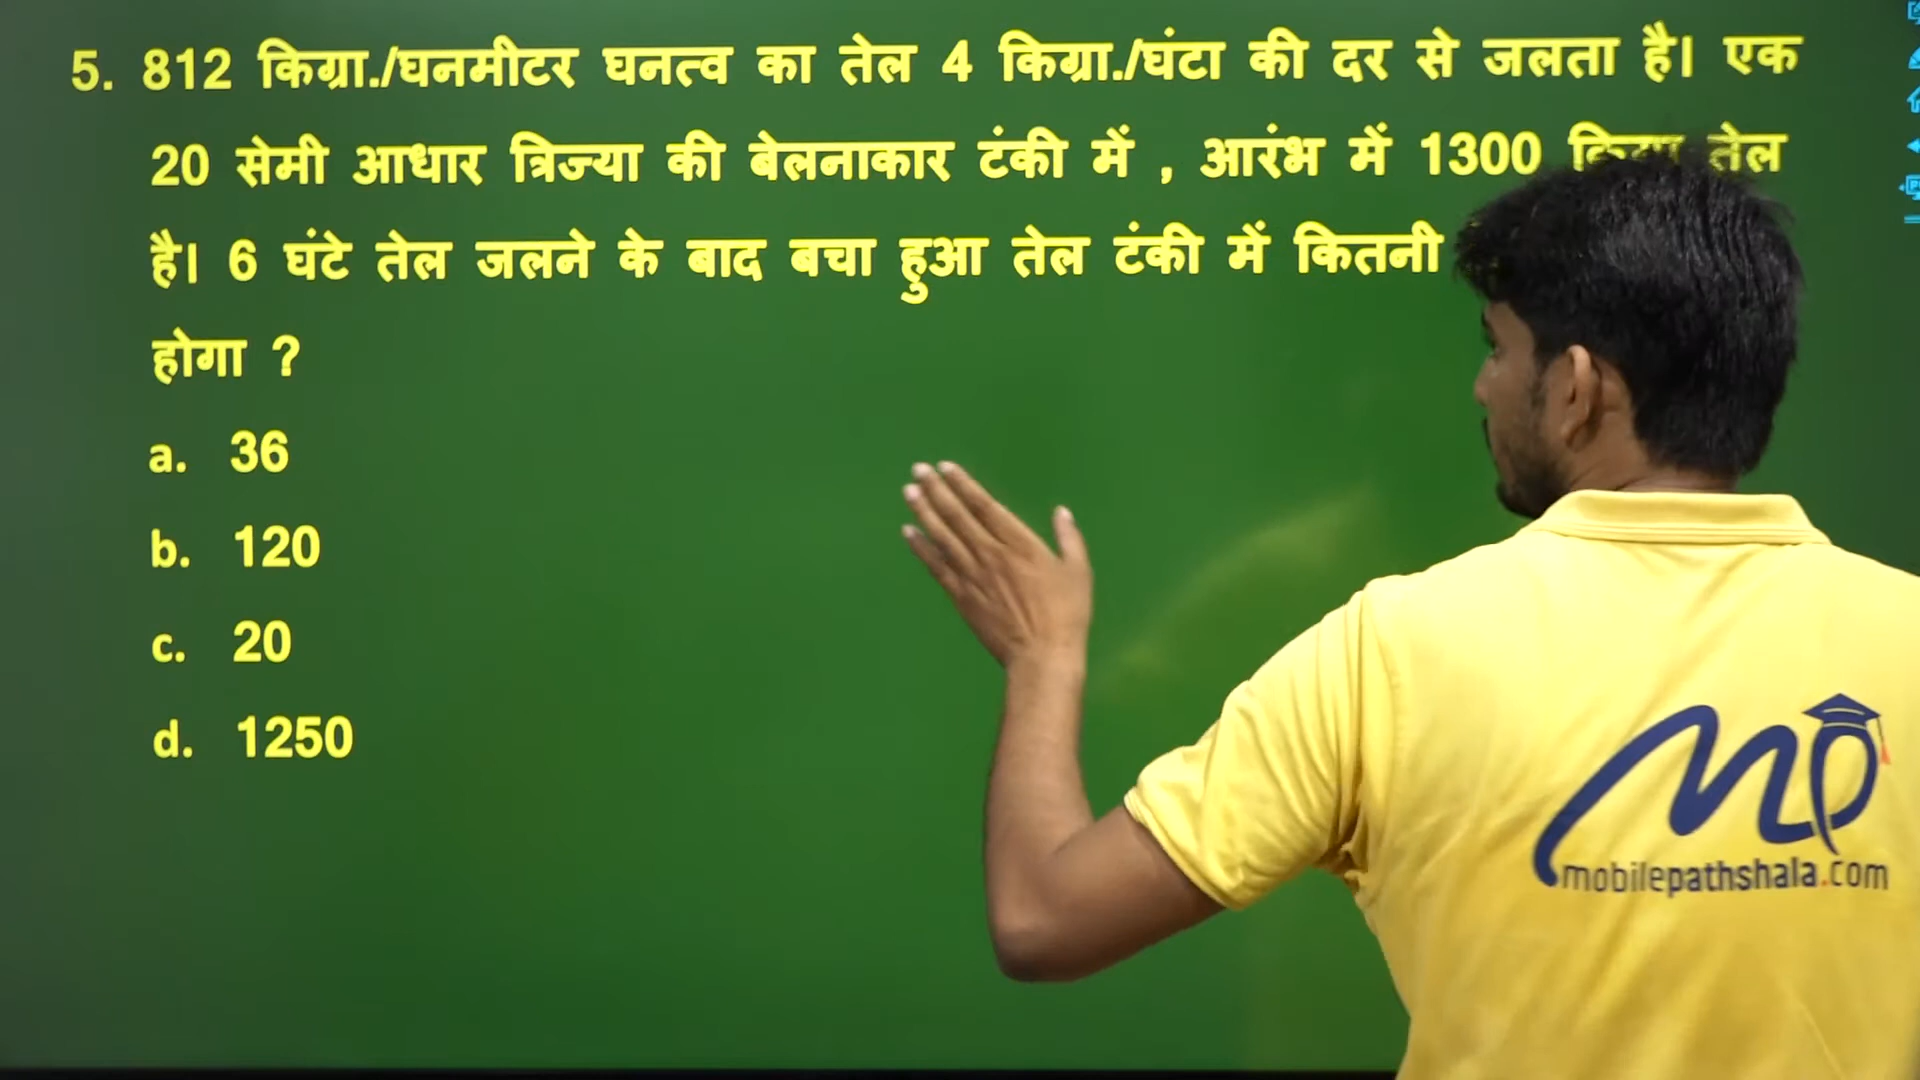 5. 812 किग्रा./घनमीटर घनत्व का तेल 4 किग्रा./घंटा की दर से जलता है। एक
20 सेमी आधार त्रिज्या की बेलनाकार टंकी में , आरंभ में 1300 तेल
है। 6 घंटे तेल जलने के बाद बचा हुआ तेल टंकी में कितनी
होगा ?
a. 36
b. 120
c. 20
d. 1250
mobilepathshala.com